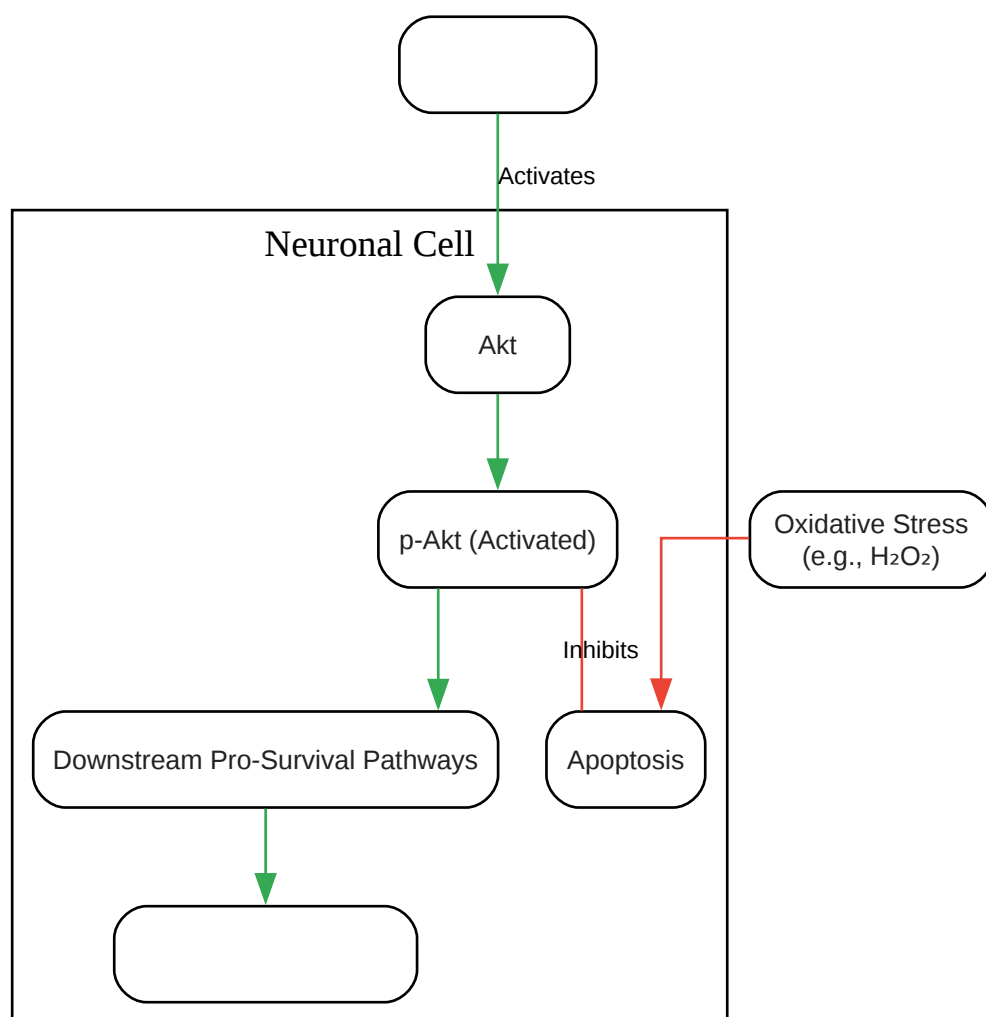 Activates
Neuronal Cell
Akt
p-Akt (Activated)
Oxidative Stress
(e.g., H₂O₂)
Inhibits
Downstream Pro-Survival Pathways
Apoptosis